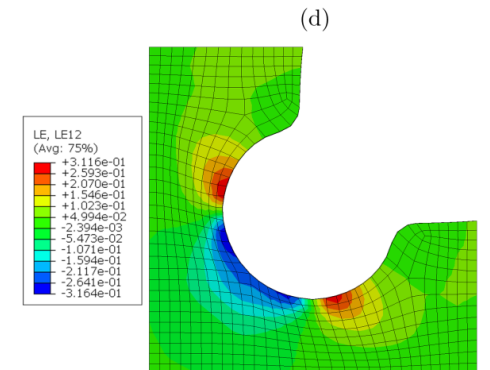 (d)
LE, LE12
(Avg: 75%)
+3.116e-01
+2.593e-01
+2.070e-01
+1.546e-01
+1.023e-01
+4.994e-02
-2.394e-03
-5.473e-02
-1.071e-01
-1.594e-01
-2.117e-01
-2.641e-01
-3.164e-01